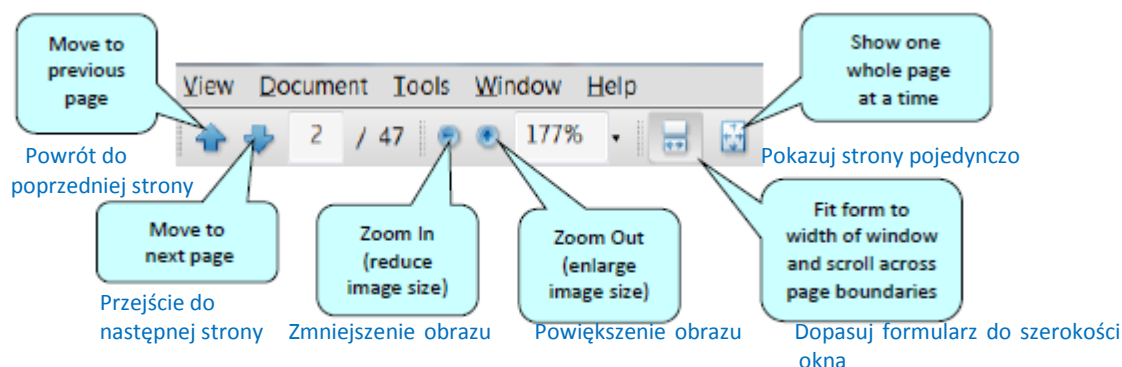 Move to
previous
page
Show one
whole page
at a time
View Document Tools Window Help
2 / 47 177%
Powrót do
poprzedniej strony
Pokazuj strony pojedynczo
Move to
next page
Zoom In
(reduce
image size)
Zoom Out
(enlarge
image size)
Fit form to
width of window
and scroll across
page boundaries
Przejście do
następnej strony
Zmniejszenie obrazu
Powiększenie obrazu
Dopasuj formularz do szerokości
okna